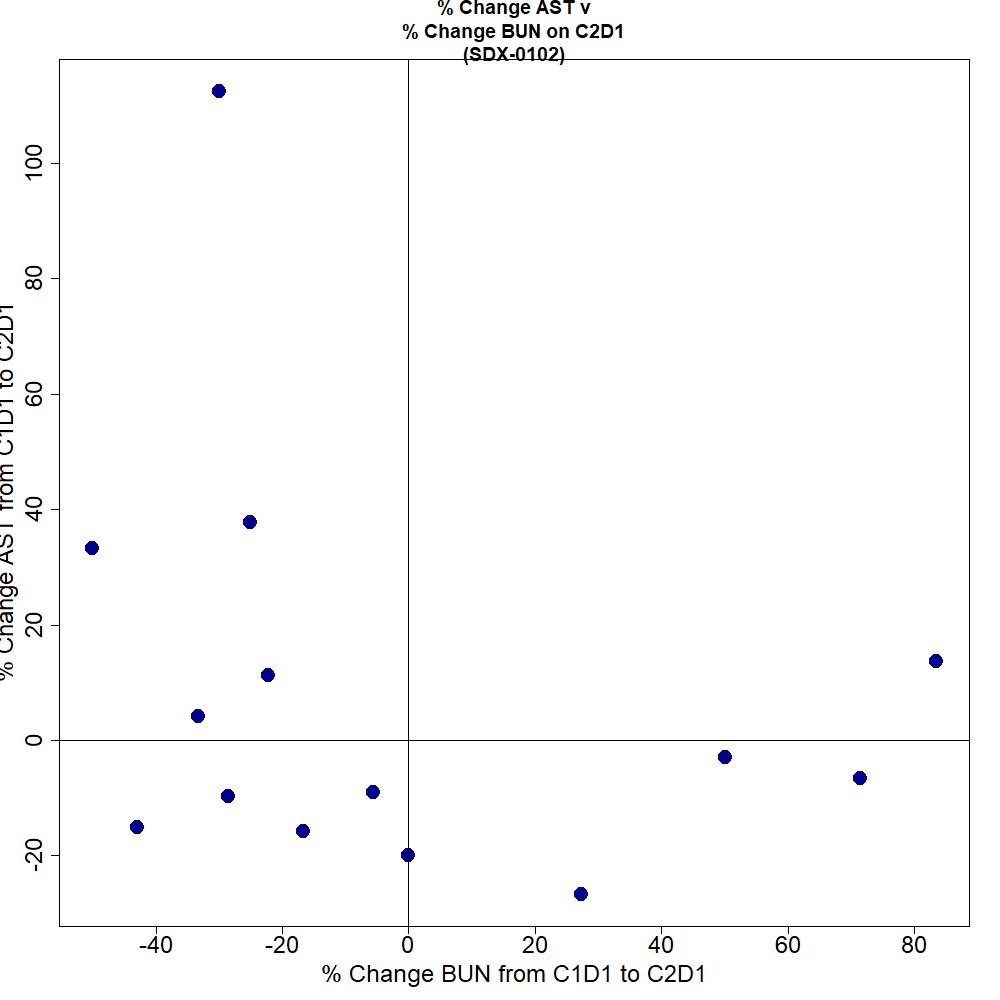 % Change AST v
% Change BUN on C2D1
(SDX-0102)
100
80
60
40
20
0
-20
% Change AST from C1D1 to C2D1
-40
-20
0
20
40
60
80
% Change BUN from C1D1 to C2D1